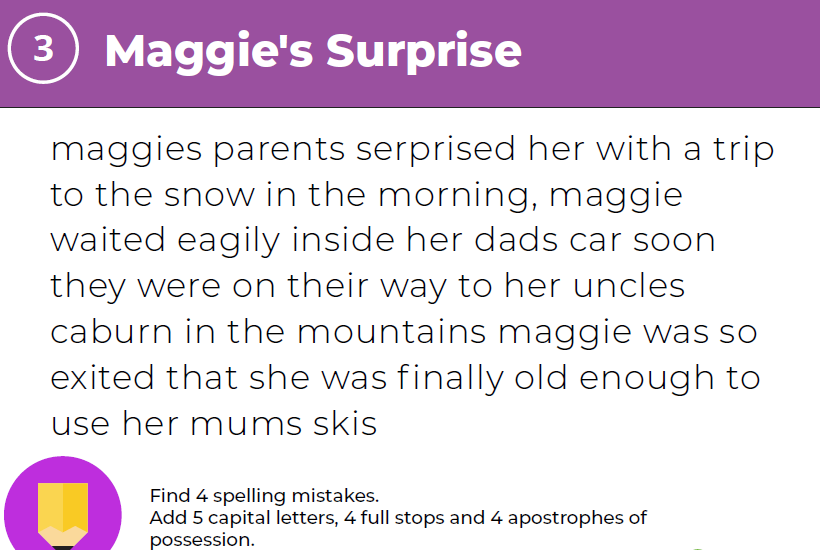 3
Maggie's Surprise
maggies parents serprised her with a trip
to the snow in the morning, maggie
waited eagily inside her dads car soon
they were on their way to her uncles
caburn in the mountains maggie was so
exited that she was finally old enough to
use her mums skis
Find 4 spelling mistakes.
Add 5 capital letters, 4 full stops and 4 apostrophes of
possession.